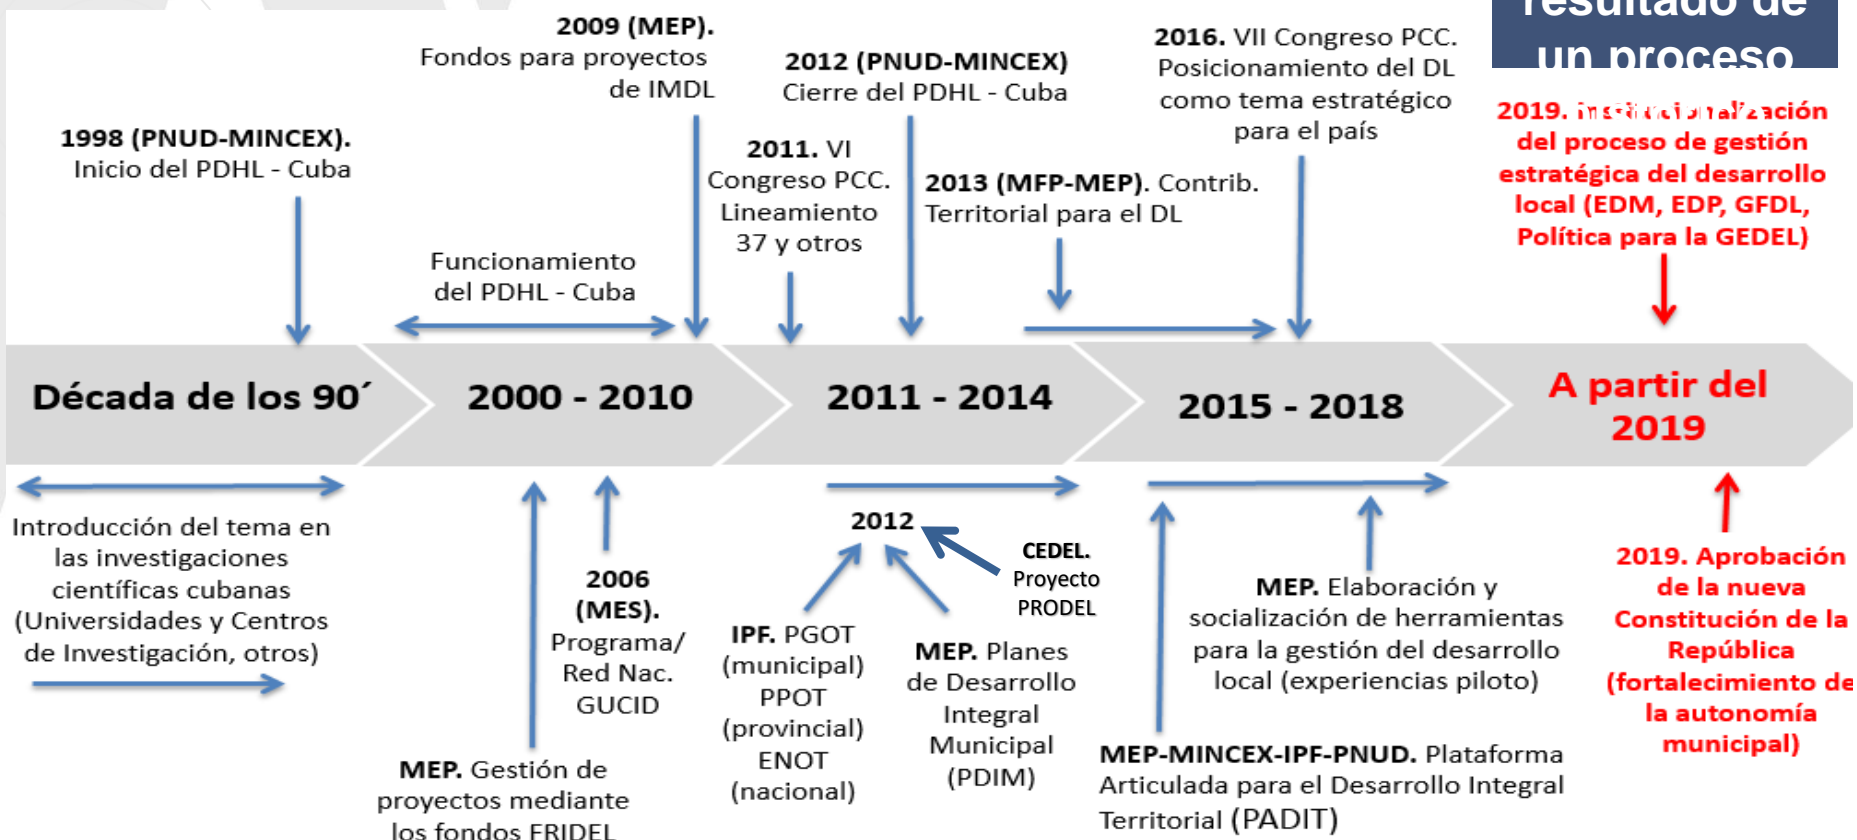 resultado de
un proceso
2009 (MEP).
Fondos para proyectos
de IMDL
2012 (PNUD-MINCEX)
Cierre del PDHL - Cuba
2016. VII Congreso PCC.
Posicionamiento del DL
como tema estratégico
para el país
1998 (PNUD-MINCEX).
Inicio del PDHL - Cuba
2011. VI
Congreso PCC.
Lineamiento
37 y otros
2013 (MFP-MEP). Contrib.
Territorial para el DL
2019. Institucionalización
del proceso de gestión
estratégica del desarrollo
local (EDM, EDP, GFDL,
Política para la GEDEL)
Funcionamiento
del PDHL - Cuba
Década de los 90´
2000 - 2010
2011 - 2014
2015 - 2018
A partir del
2019
Introducción del tema en
las investigaciones
científicas cubanas
(Universidades y Centros
de Investigación, otros)
MEP. Gestión de
proyectos mediante
los fondos FRIDEL
2006
(MES).
Programa/
Red Nac.
GUCID
2012
CEDEL.
Proyecto
PRODEL
IPF. PGOT
(municipal)
PPOT
(provincial)
ENOT
(nacional)
MEP. Planes
de Desarrollo
Integral
Municipal
(PDIM)
MEP. Elaboración y
socialización de herramientas
para la gestión del desarrollo
local (experiencias piloto)
MEP-MINCEX-IPF-PNUD. Plataforma
Articulada para el Desarrollo Integral
Territorial (PADIT)
2019. Aprobación
de la nueva
Constitución de la
República
(fortalecimiento de
la autonomía
municipal)